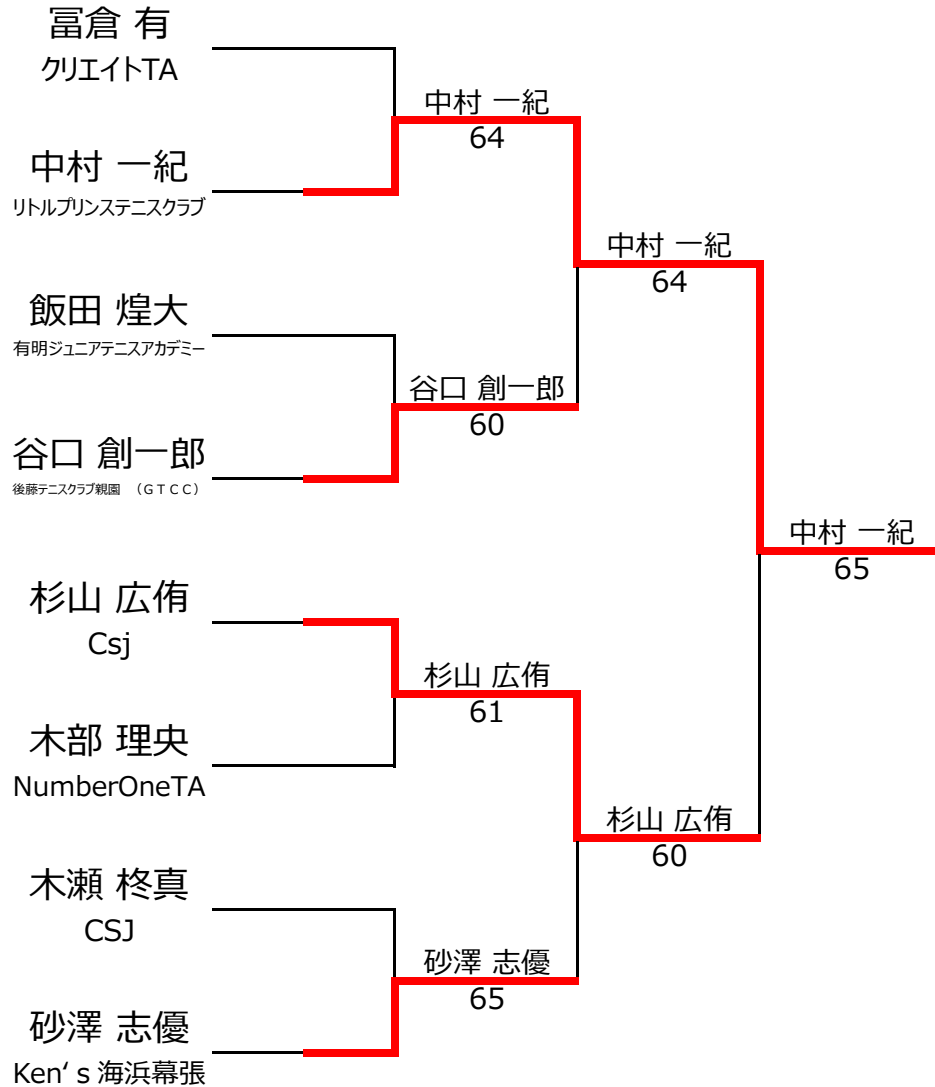 冨倉 有
クリエイトTA
中村 一紀
64
中村 一紀
リトルプリンステニスクラブ
中村 一紀
64
飯田 煌大
有明ジュニアテニスアカデミー
谷口 創一郎
60
谷口 創一郎
後藤テニスクラブ親園 （GTCC）
中村 一紀
65
杉山 広侑
Csj
杉山 広侑
61
木部 理央
NumberOneTA
杉山 広侑
60
木瀬 柊真
CSJ
砂澤 志優
65
砂澤 志優
Ken‘ s 海浜幕張